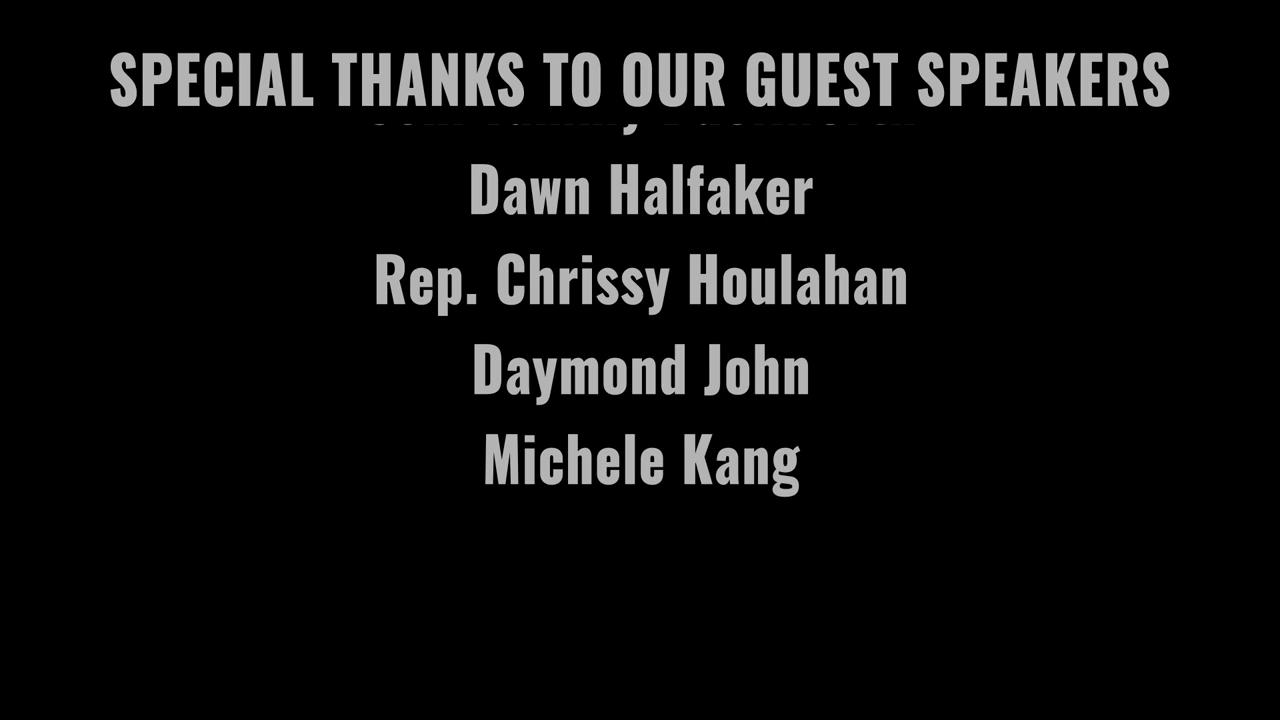 SPECIAL THANKS TO OUR GUEST SPEAKERS
Dawn Halfaker
Rep. Chrissy Houlahan
Daymond John
Michele Kang